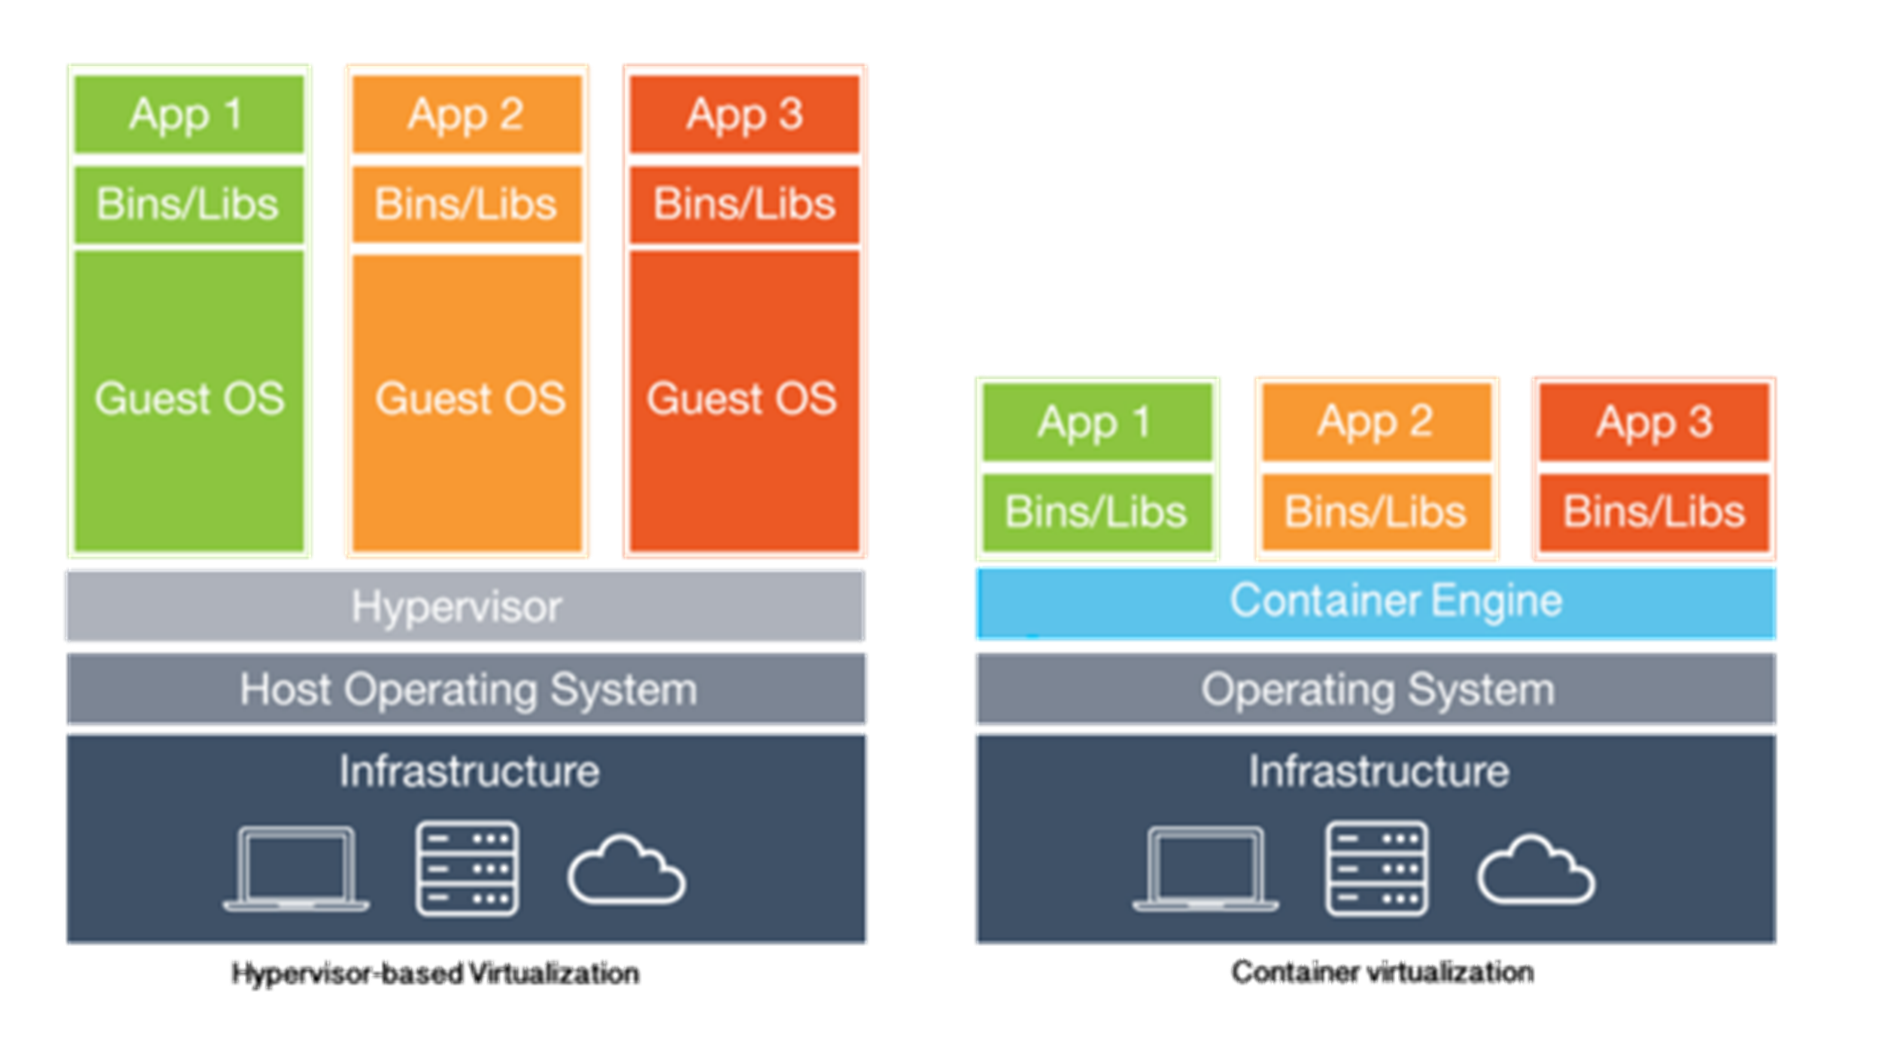 App 1
App 2
App 3
Bins/Libs
Bins/Libs
Bins/Libs
Guest OS
Guest OS
Guest OS
Hypervisor
Host Operating System
Infrastructure
Hypervisor-based Virtualization
App 1
App 2
App 3
Bins/Libs
Bins/Libs
Bins/Libs
Container Engine
Operating System
Infrastructure
Container virtualization